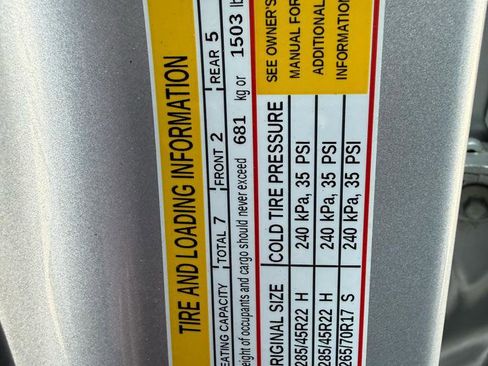 TIRE AND LOADING INFORMATION
EATING CAPACITY TOTAL 7 FRONT 2 REAR 5
eight of occupants and cargo should never exceed 681 kg or 1503 lb
RIGINAL SIZE COLD TIRE PRESSURE SEE OWNER'S
285/45R22 H 240 kPa, 35 PSI MANUAL FOR
285/45R22 H 240 kPa, 35 PSI ADDITIONAL
265/70R17 S 240 kPa, 35 PSI INFORMATION